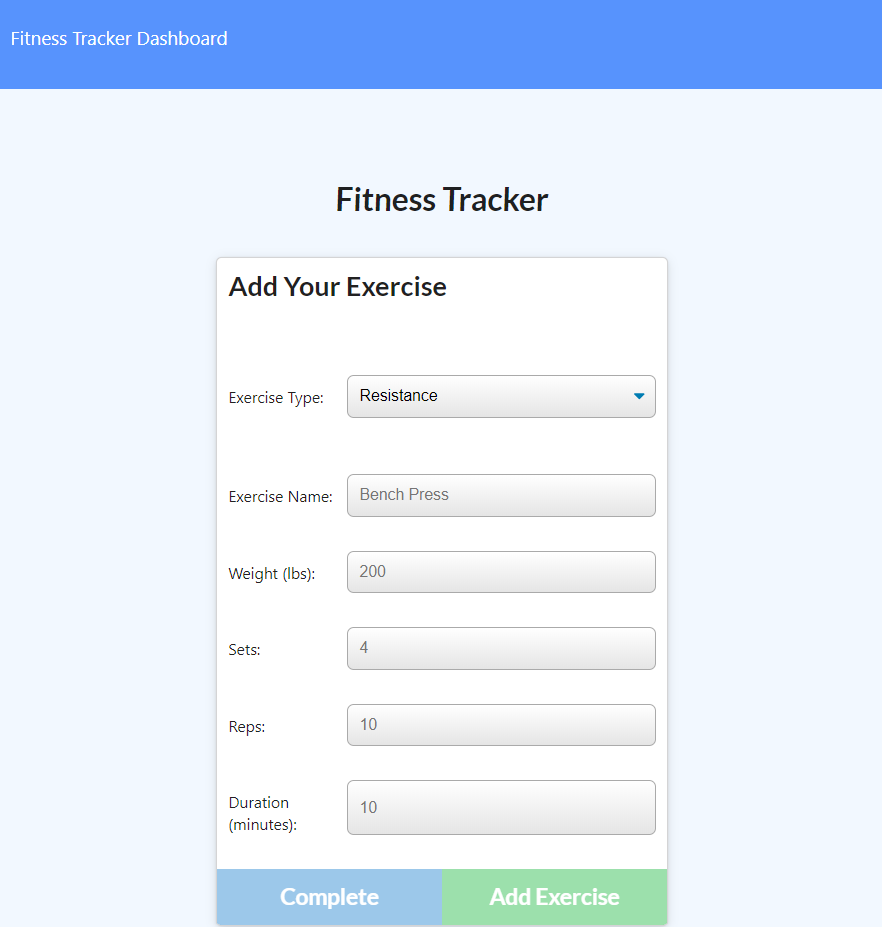 Fitness Tracker Dashboard
Fitness Tracker
Add Your Exercise
Exercise Type: Resistance
Exercise Name: Bench Press
Weight (lbs): 200
Sets: 4
Reps: 10
Duration
(minutes): 10
Complete Add Exercise